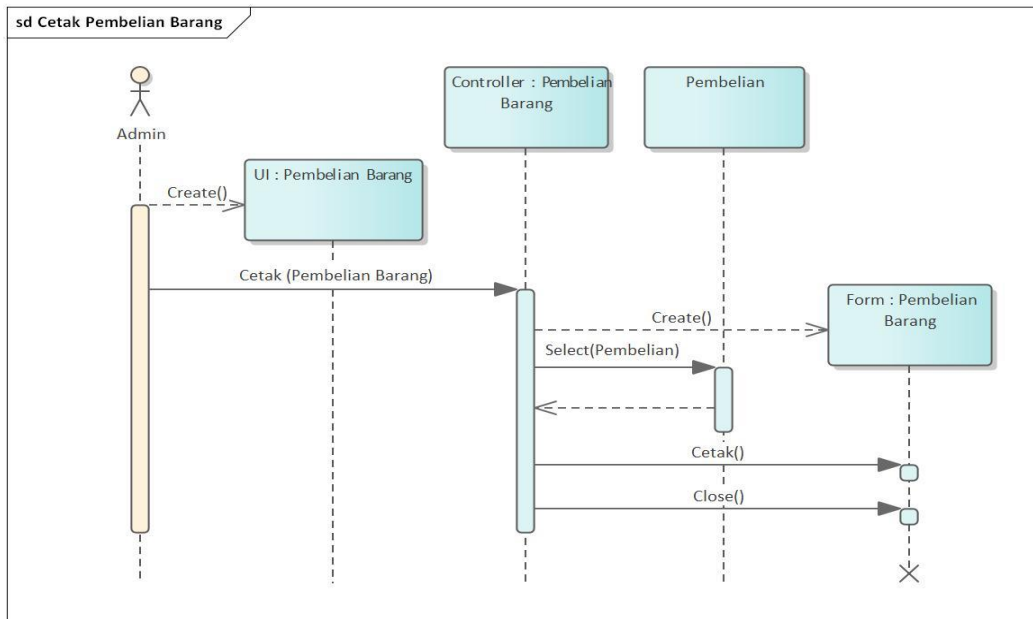 sd Cetak Pembelian Barang
Admin
Controller : Pembelian
Barang
Pembelian
UI : Pembelian Barang
Create()
Cetak (Pembelian Barang)
Form : Pembelian
Barang
Create()
Select(Pembelian)
Cetak()
Close()